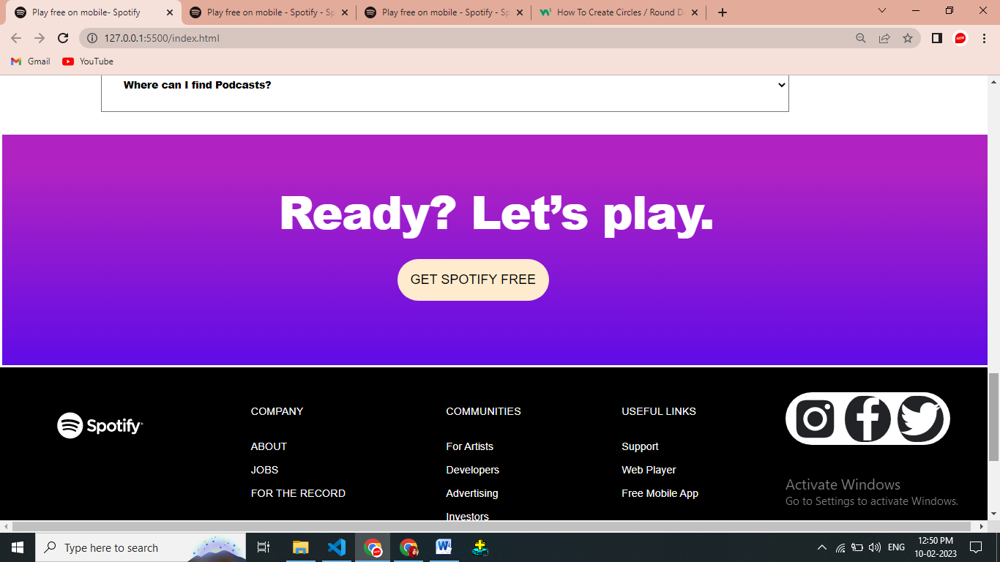 Play free on mobile- Spotify
Play free on mobile - Spotify - Sp
Play free on mobile - Spotify - Sp
How To Create Circles / Round D
127.0.0.1:5500/index.html
NEW
Gmail
YouTube
Where can I find Podcasts?
Ready? Let’s play.
GET SPOTIFY FREE
Spotify®
COMPANY
ABOUT
JOBS
FOR THE RECORD
COMMUNITIES
For Artists
Developers
Advertising
Investors
USEFUL LINKS
Support
Web Player
Free Mobile App
Activate Windows
Go to Settings to activate Windows.
Type here to search
ENG
12:50 PM
10-02-2023